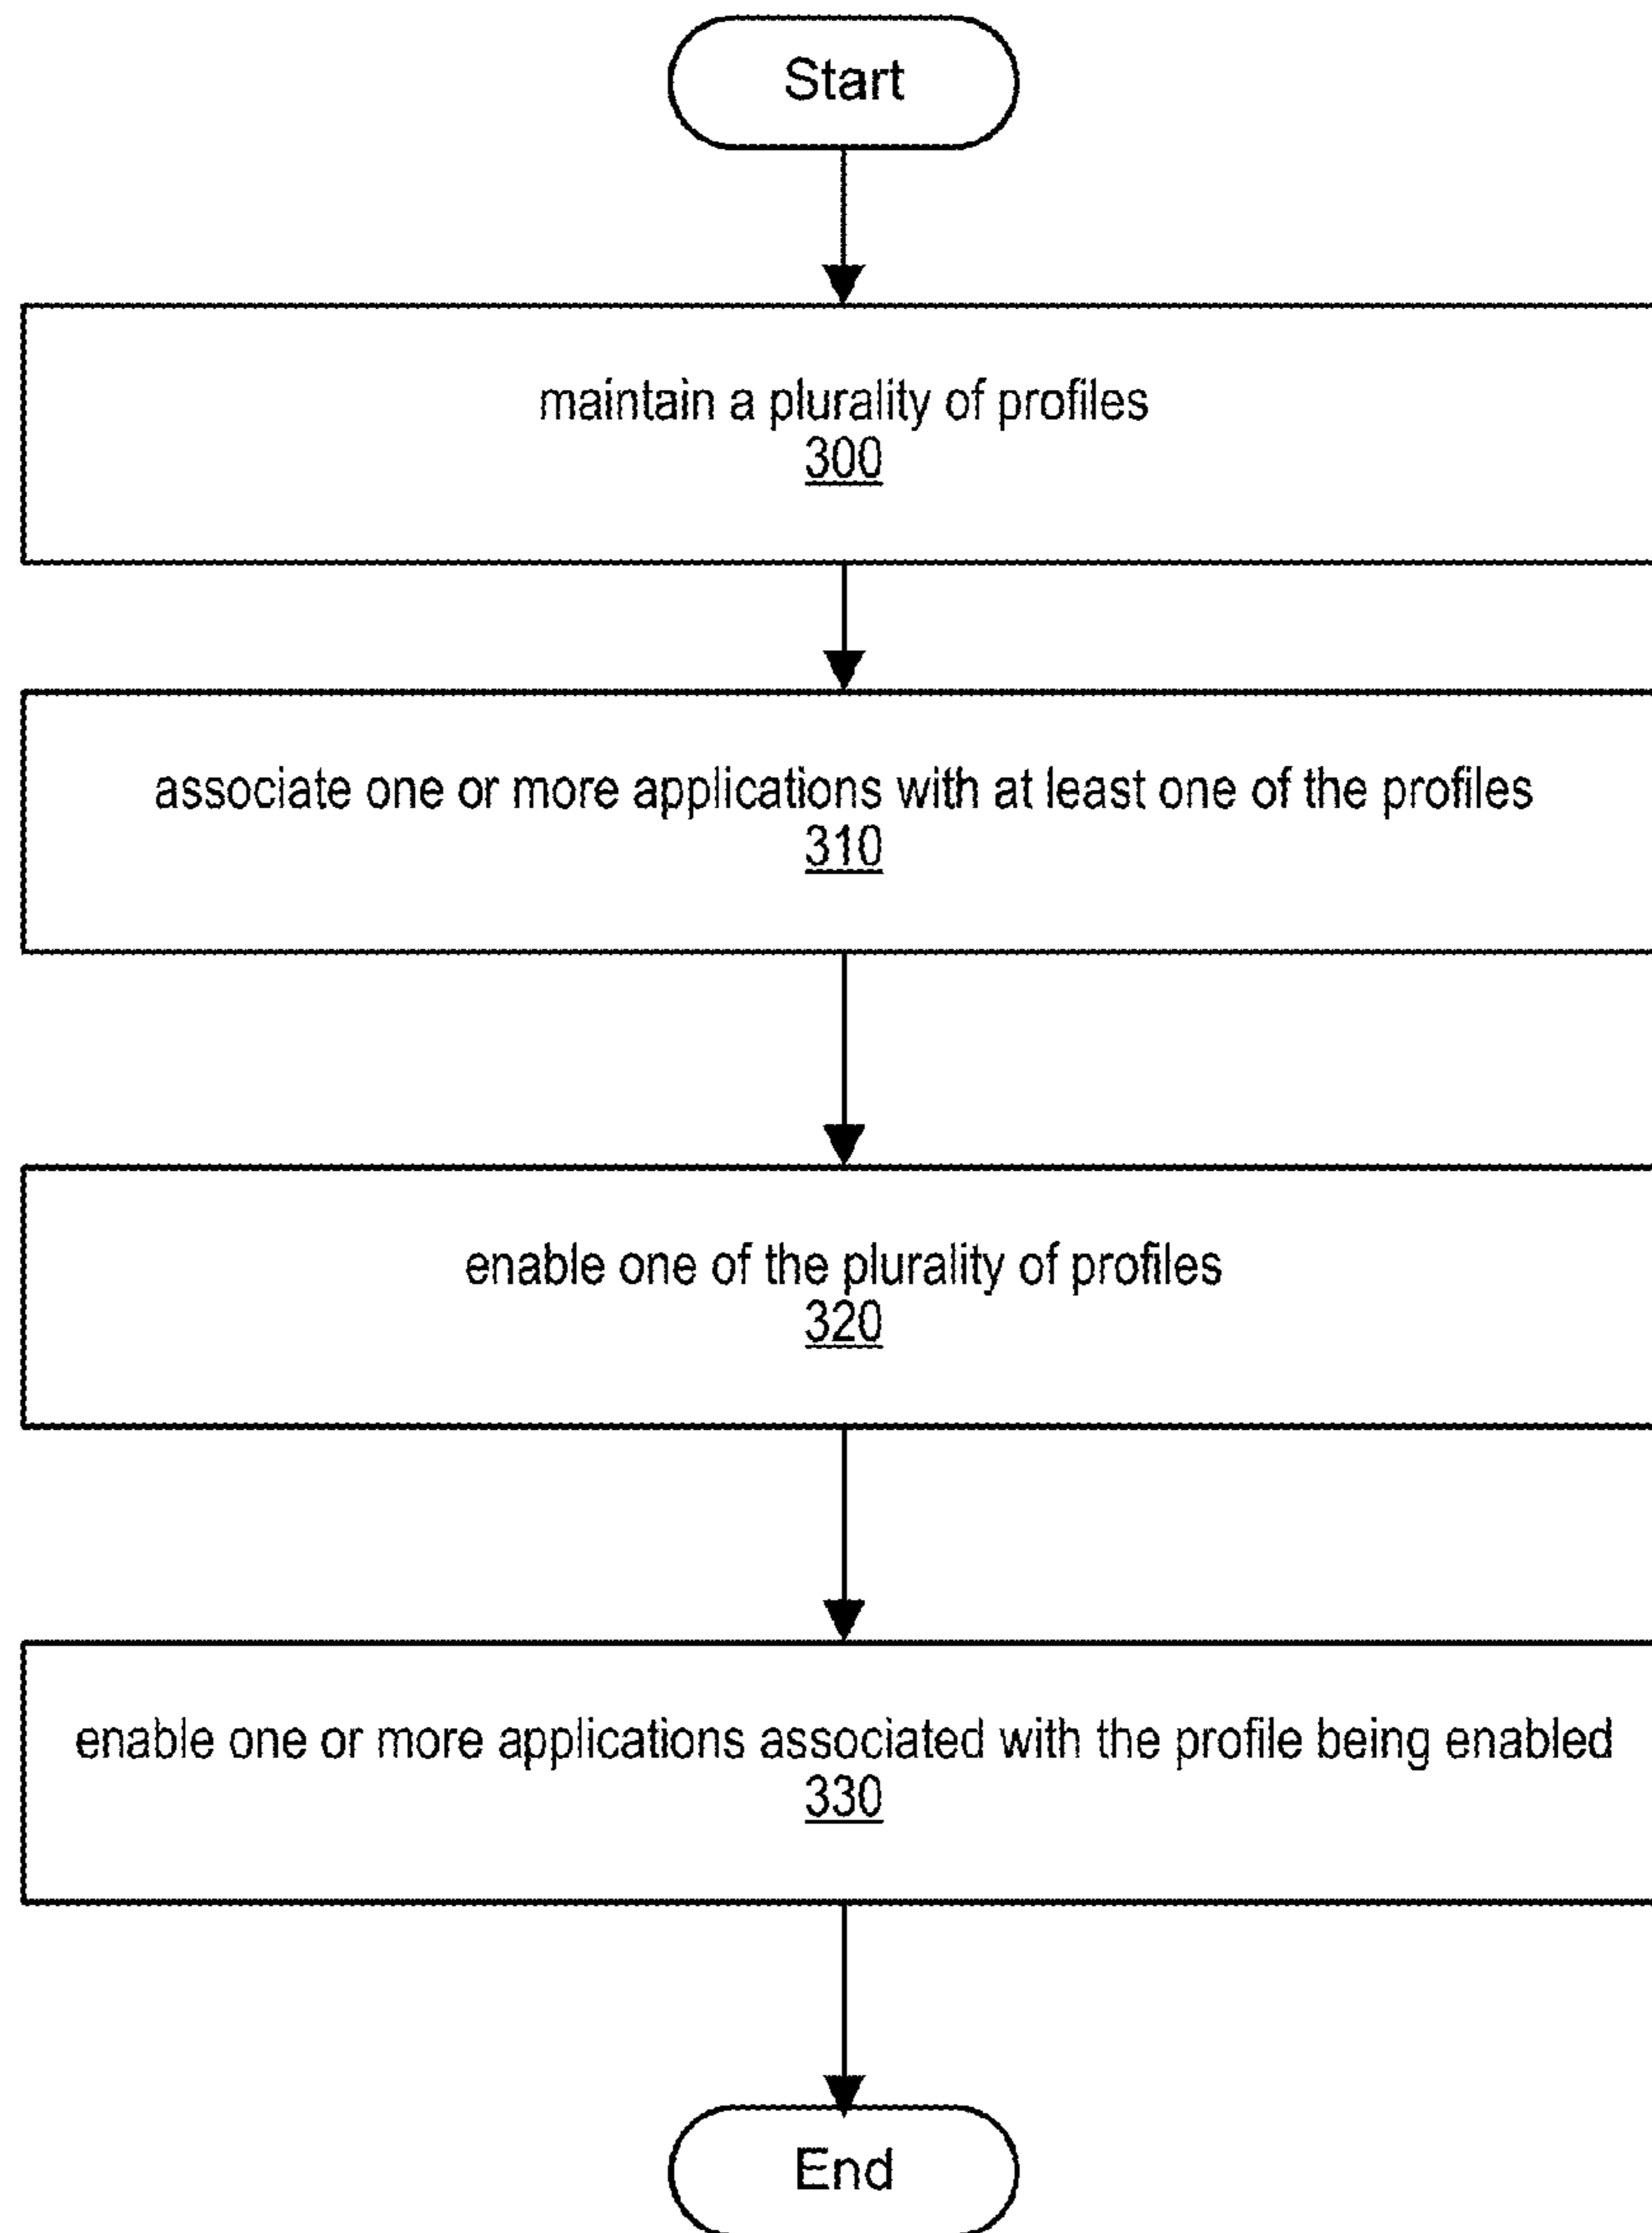 Start
maintain a plurality of profiles
300
associate one or more applications with at least one of the profiles
310
enable one of the plurality of profiles
320
enable one or more applications associated with the profile being enabled
330
End